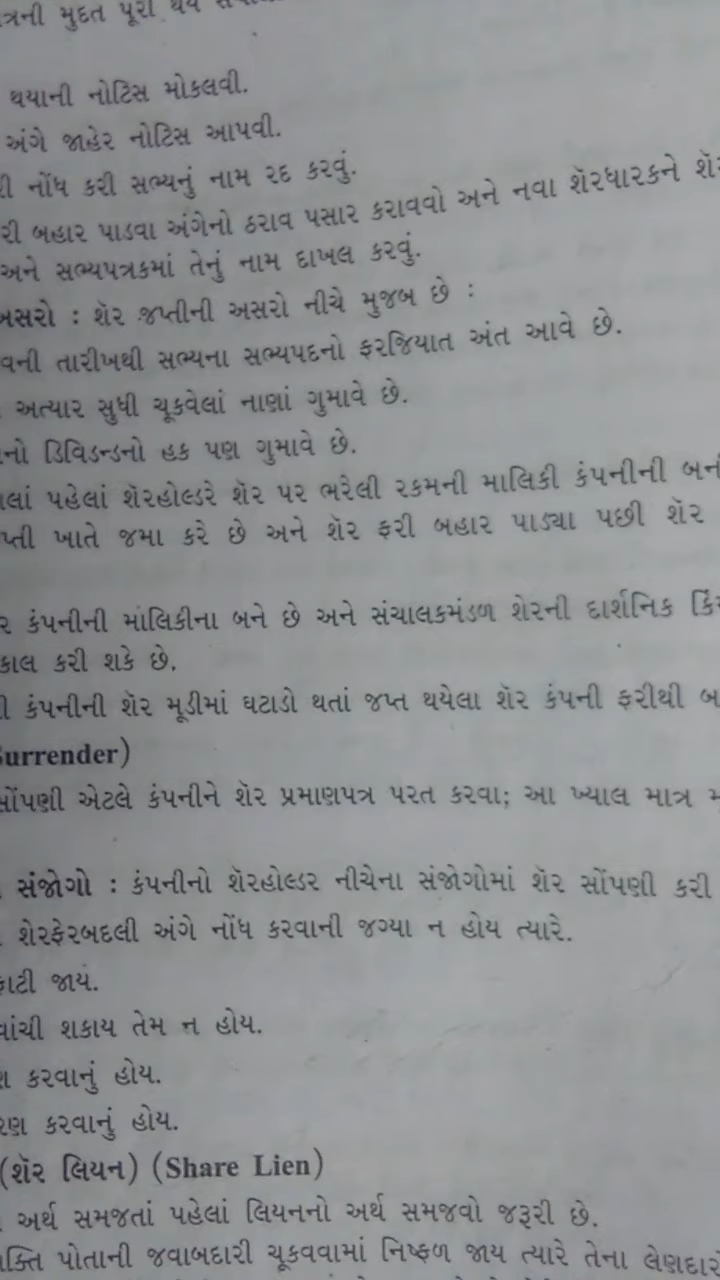 ત્રની મુદત પૂરી થયે
થયાની નોટિસ મોકલવી.
અંગે જાહેર નોટિસ આપવી.
નોંધ કરી સભ્યનું નામ રદ કરવું.
રી બહાર પાડવા અંગેનો ઠરાવ પસાર કરાવવો અને નવા શૅરધારકને શૅર
અને સભ્યપત્રકમાં તેનું નામ દાખલ કરવું.
અસરો : શૅર જપ્તીની અસરો નીચે મુજબ છે :
વની તારીખથી સભ્યના સભ્યપદનો ફરજિયાત અંત આવે છે.
અત્યાર સુધી ચૂકવેલાં નાણાં ગુમાવે છે.
નો ડિવિડન્ડનો હક પણ ગુમાવે છે.
લાં પહેલાં શૅરહોલ્ડરે શૅર પર ભરેલી રકમની માલિકી કંપનીની બની
પ્તી ખાતે જમા કરે છે અને શૅર ફરી બહાર પાડ્યા પછી શૅર
ર કંપનીની માલિકીના બને છે અને સંચાલકમંડળ શેરની દાર્શનિક કિં
કાલ કરી શકે છે.
ી કંપનીની શૅર મૂડીમાં ઘટાડો થતાં જપ્ત થયેલા શૅર કંપની ફરીથી બ
Surrender)
સોંપણી એટલે કંપનીને શૅર પ્રમાણપત્ર પરત કરવા; આ ખ્યાલ માત્ર
સંજોગો : કંપનીનો શૅરહોલ્ડર નીચેના સંજોગોમાં શૅર સોંપણી કરી
શેરફેરબદલી અંગે નોંધ કરવાની જગ્યા ન હોય ત્યારે.
ફાટી જાય.
વાંચી શકાય તેમ ન હોય.
ણ કરવાનું હોય.
રણ કરવાનું હોય.
(શૅર લિયન) (Share Lien)
અર્થ સમજતાં પહેલાં લિયનનો અર્થ સમજવો જરૂરી છે.
ક્તિ પોતાની જવાબદારી ચૂકવવામાં નિષ્ફળ જાય ત્યારે તેના લેણદારે